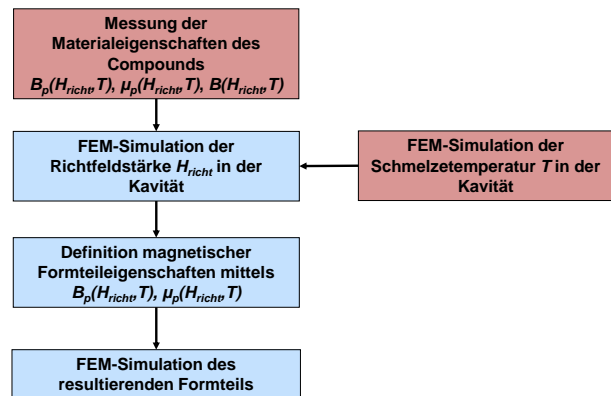 Messung der
Materialeigenschaften des
Compounds
Bp(Hricht,T), μp(Hricht,T), B(Hricht,T)
FEM-Simulation der
Richtfeldstärke Hricht in der
Kavität
FEM-Simulation der
Schmelzetemperatur T in der
Kavität
Definition magnetischer
Formteileigenschaften mittels
Bp(Hricht,T), μp(Hricht,T)
FEM-Simulation des
resultierenden Formteils